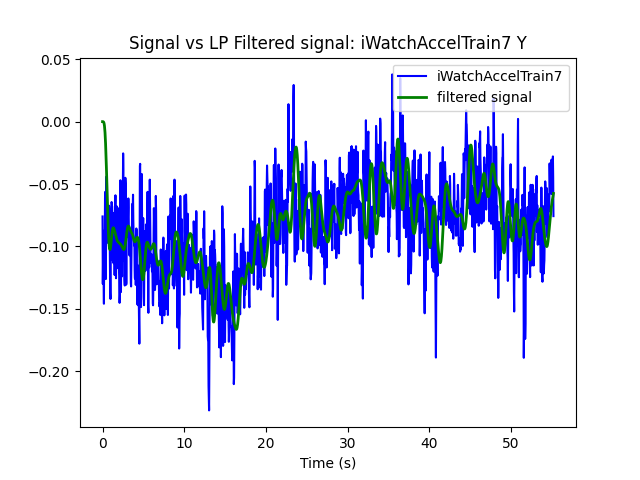 Signal vs LP Filtered signal: iWatchAccelTrain7 Y
iWatchAccelTrain7
filtered signal
0.05
0.00
−0.05
−0.10
−0.15
−0.20
0 10 20 30 40 50
Time (s)